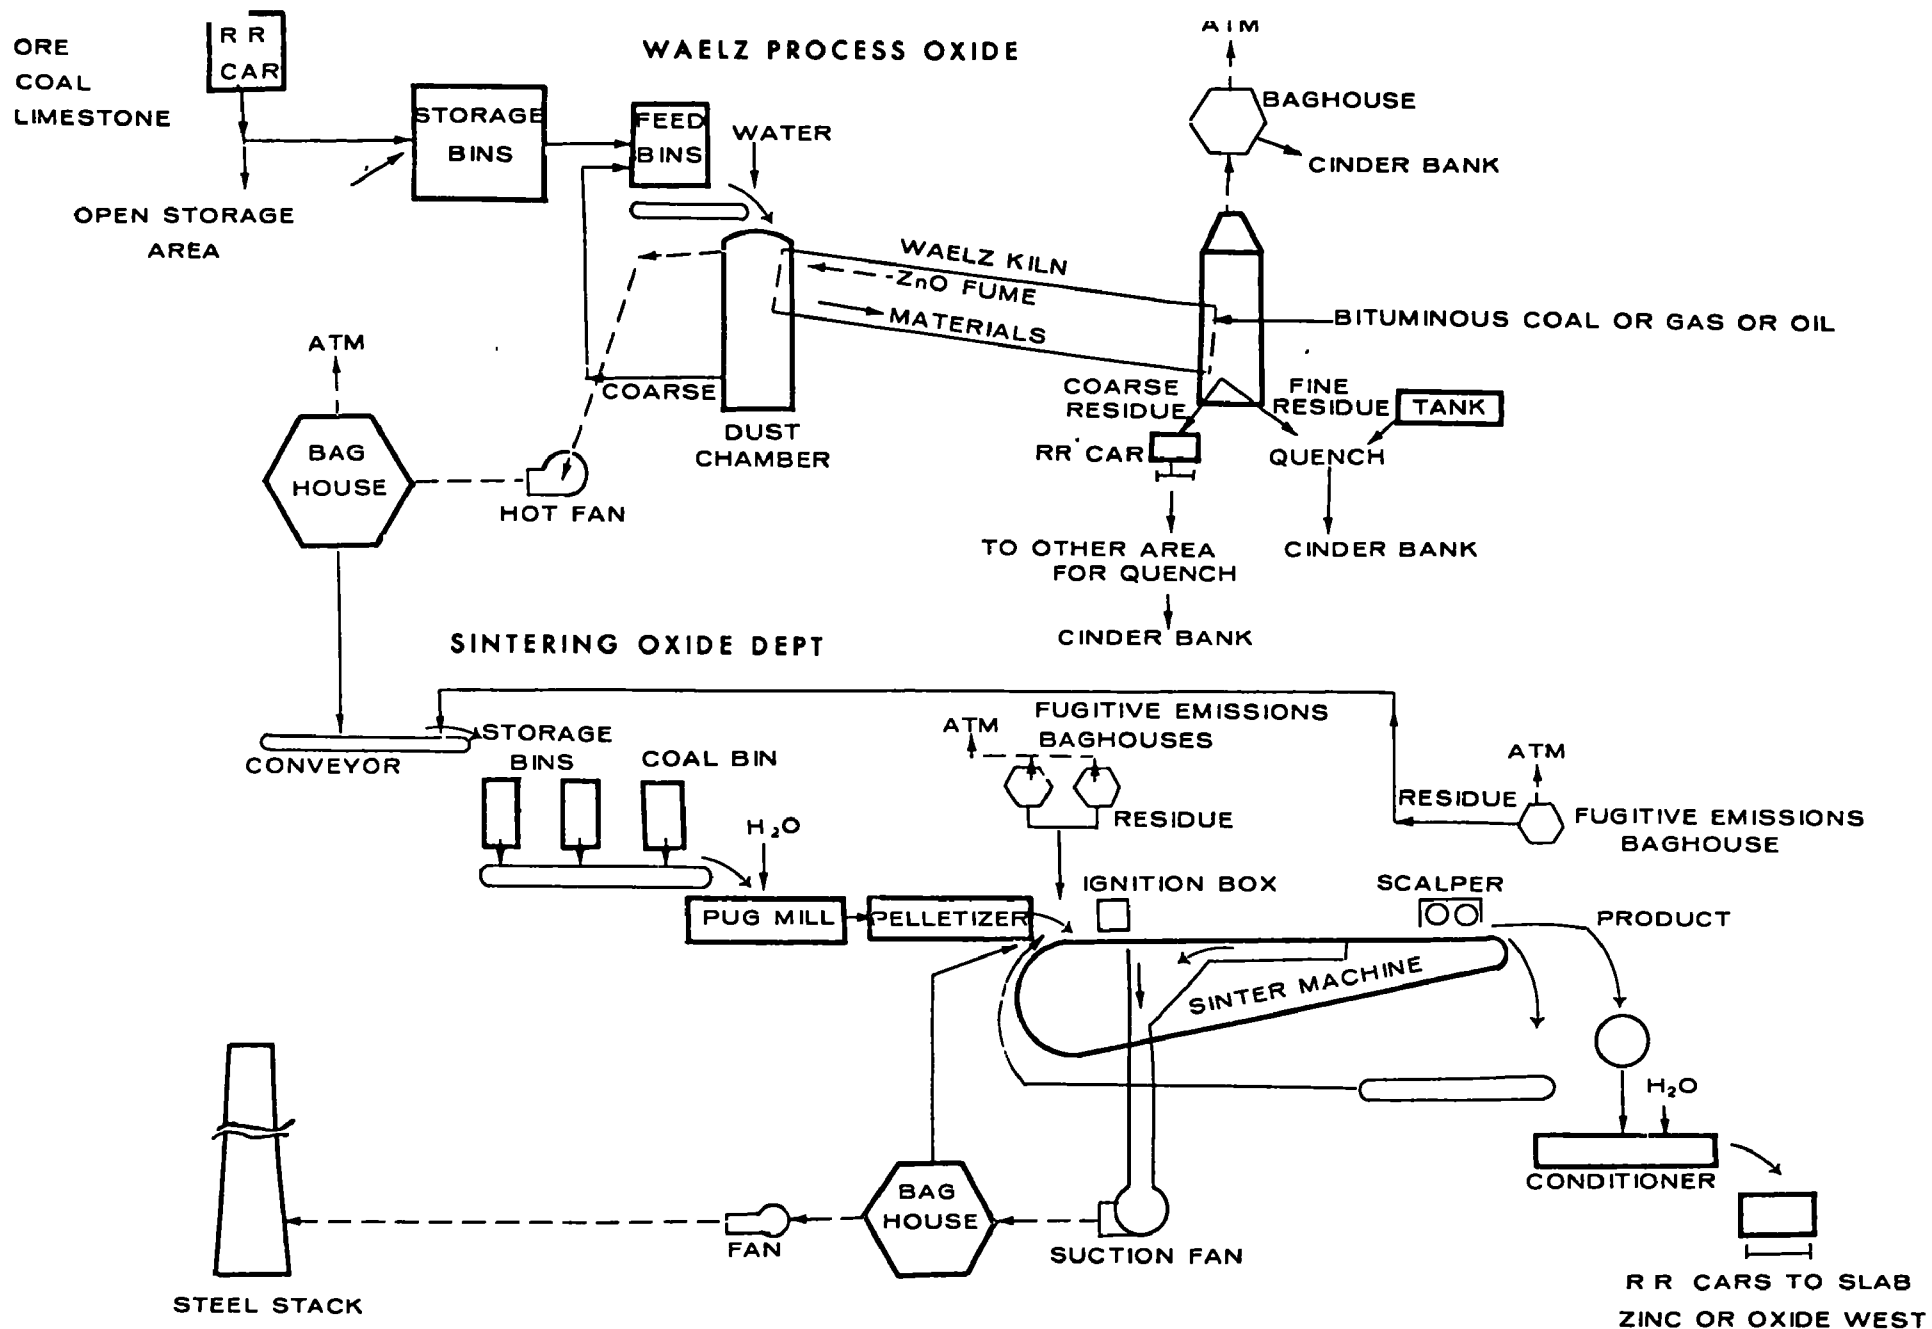 WAELZ PROCESS OXIDE
ORE
COAL
LIMESTONE
R R
CAR
OPEN STORAGE
AREA
STORAGE
BINS
FEED
BINS
WATER
ATM
BAGHOUSE
CINDER BANK
WAELZ KILN
ZnO FUME
MATERIALS
BITUMINOUS COAL OR GAS OR OIL
COARSE
DUST
CHAMBER
ATM
BAG
HOUSE
HOT FAN
COARSE
RESIDUE
FINE
RESIDUE
TANK
RR CAR
QUENCH
TO OTHER AREA
FOR QUENCH
CINDER BANK
CINDER BANK
SINTERING OXIDE DEPT
CONVEYOR
STORAGE
BINS
COAL BIN
H₂O
ATM
FUGITIVE EMISSIONS
BAGHOUSES
RESIDUE
ATM
RESIDUE
FUGITIVE EMISSIONS
BAGHOUSE
PUG MILL
PELLETIZER
IGNITION BOX
SCALPER
PRODUCT
SINTER MACHINE
H₂O
CONDITIONER
BAG
HOUSE
FAN
SUCTION FAN
STEEL STACK
R R CARS TO SLAB
ZINC OR OXIDE WEST